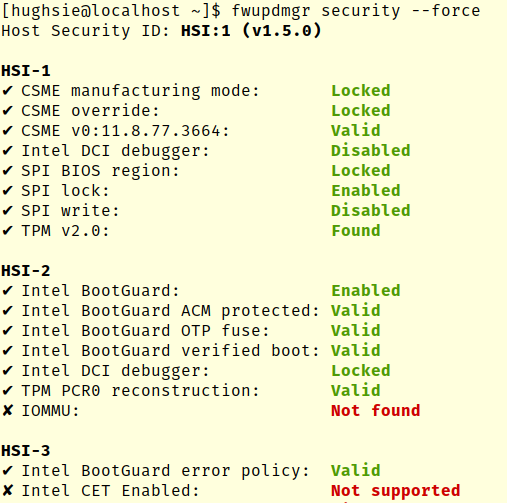 [hughsie@localhost ~]$ fwupdmgr security --force
Host Security ID: HSI:1 (v1.5.0)
HSI-1
✔ CSME manufacturing mode: Locked
✔ CSME override: Locked
✔ CSME v0:11.8.77.3664: Valid
✔ Intel DCI debugger: Disabled
✔ SPI BIOS region: Locked
✔ SPI lock: Enabled
✔ SPI write: Disabled
✔ TPM v2.0: Found
HSI-2
✔ Intel BootGuard: Enabled
✔ Intel BootGuard ACM protected: Valid
✔ Intel BootGuard OTP fuse: Valid
✔ Intel BootGuard verified boot: Valid
✔ Intel DCI debugger: Locked
✔ TPM PCR0 reconstruction: Valid
✘ IOMMU: Not found
HSI-3
✔ Intel BootGuard error policy: Valid
✘ Intel CET Enabled: Not supported